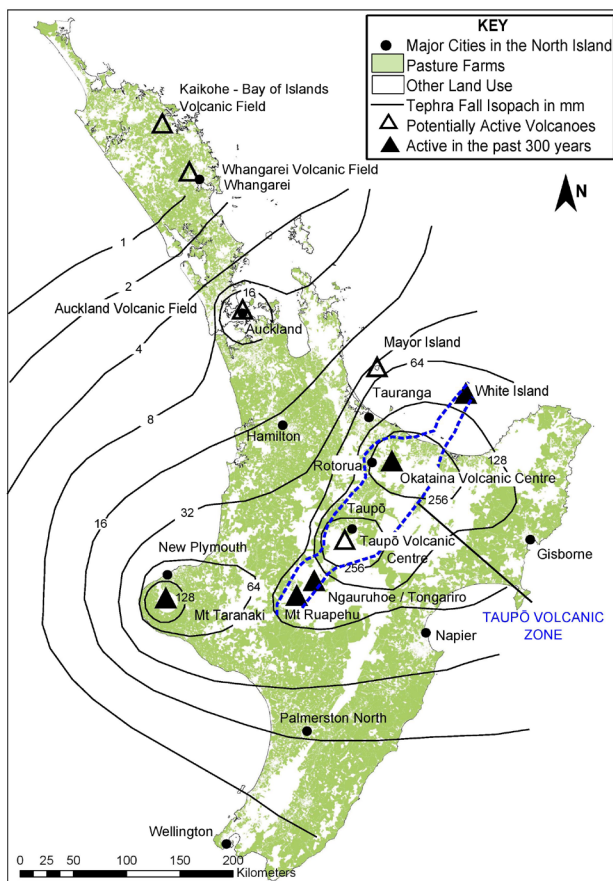 KEY
Major Cities in the North Island
Pasture Farms
Other Land Use
Tephra Fall Isopach in mm
Potentially Active Volcanoes
Active in the past 300 years
N
Kaikohe - Bay of Islands
Volcanic Field
Whangarei Volcanic Field
Whangarei
1
2
Auckland Volcanic Field
16
Auckland
4
Mayor Island
64
8
Tauranga
White Island
Hamilton
128
Rotorua
Okataina Volcanic Centre
256
16
32
Taupō
Taupō Volcanic
Centre
256
Gisborne
New Plymouth
64
128
Mt Taranaki
Ngauruhoe / Tongariro
Mt Ruapehu
TAUPŌ VOLCANIC
ZONE
Napier
Palmerston North
Wellington
0 50 100 150 200
Kilometers